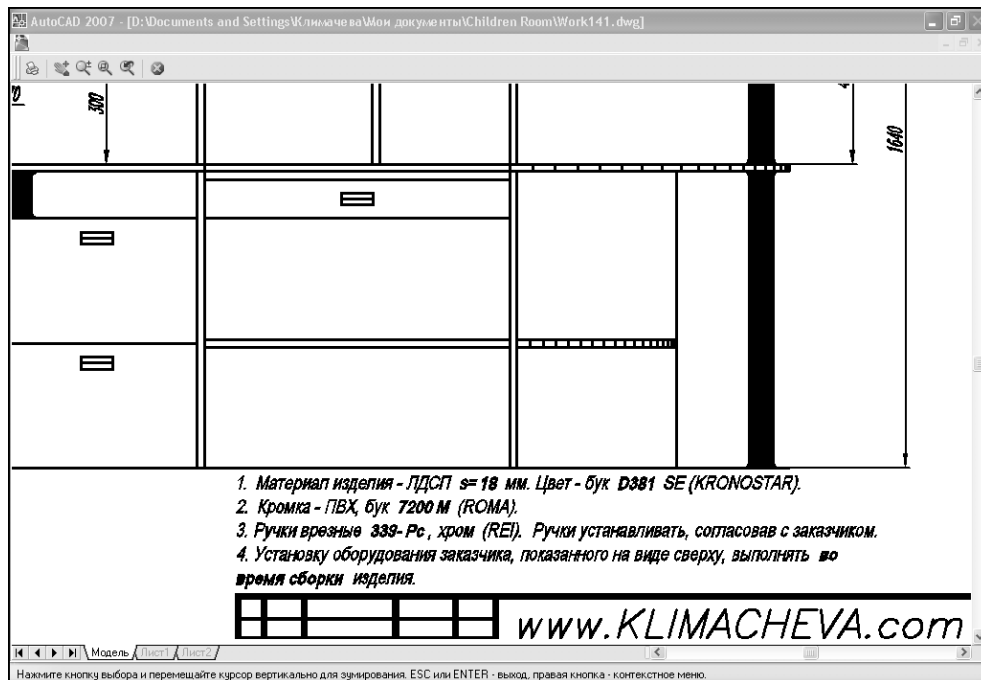 AutoCAD 2007 - [D:\Documents and Settings\Климачева\Мои документы\Children Room\Work141.dwg]
300
1640
1. Материал изделия - ЛДСП s= 18 мм. Цвет - бук D381 SE (KRONOSTAR).
2. Кромка - ПВХ, бук 7200 М (ROMA).
3. Ручки врезные 339-Pc, хром (REI). Ручки устанавливать, согласовав с заказчиком.
4. Установку оборудования заказчика, показанного на виде сверху, выполнять во
время сборки изделия.
www.KLIMACHEVA.com
Модель Лист1 Лист2
Нажмите кнопку выбора и перемещайте курсор вертикально для зумирования. ESC или ENTER - выход, правая кнопка - контекстное меню.